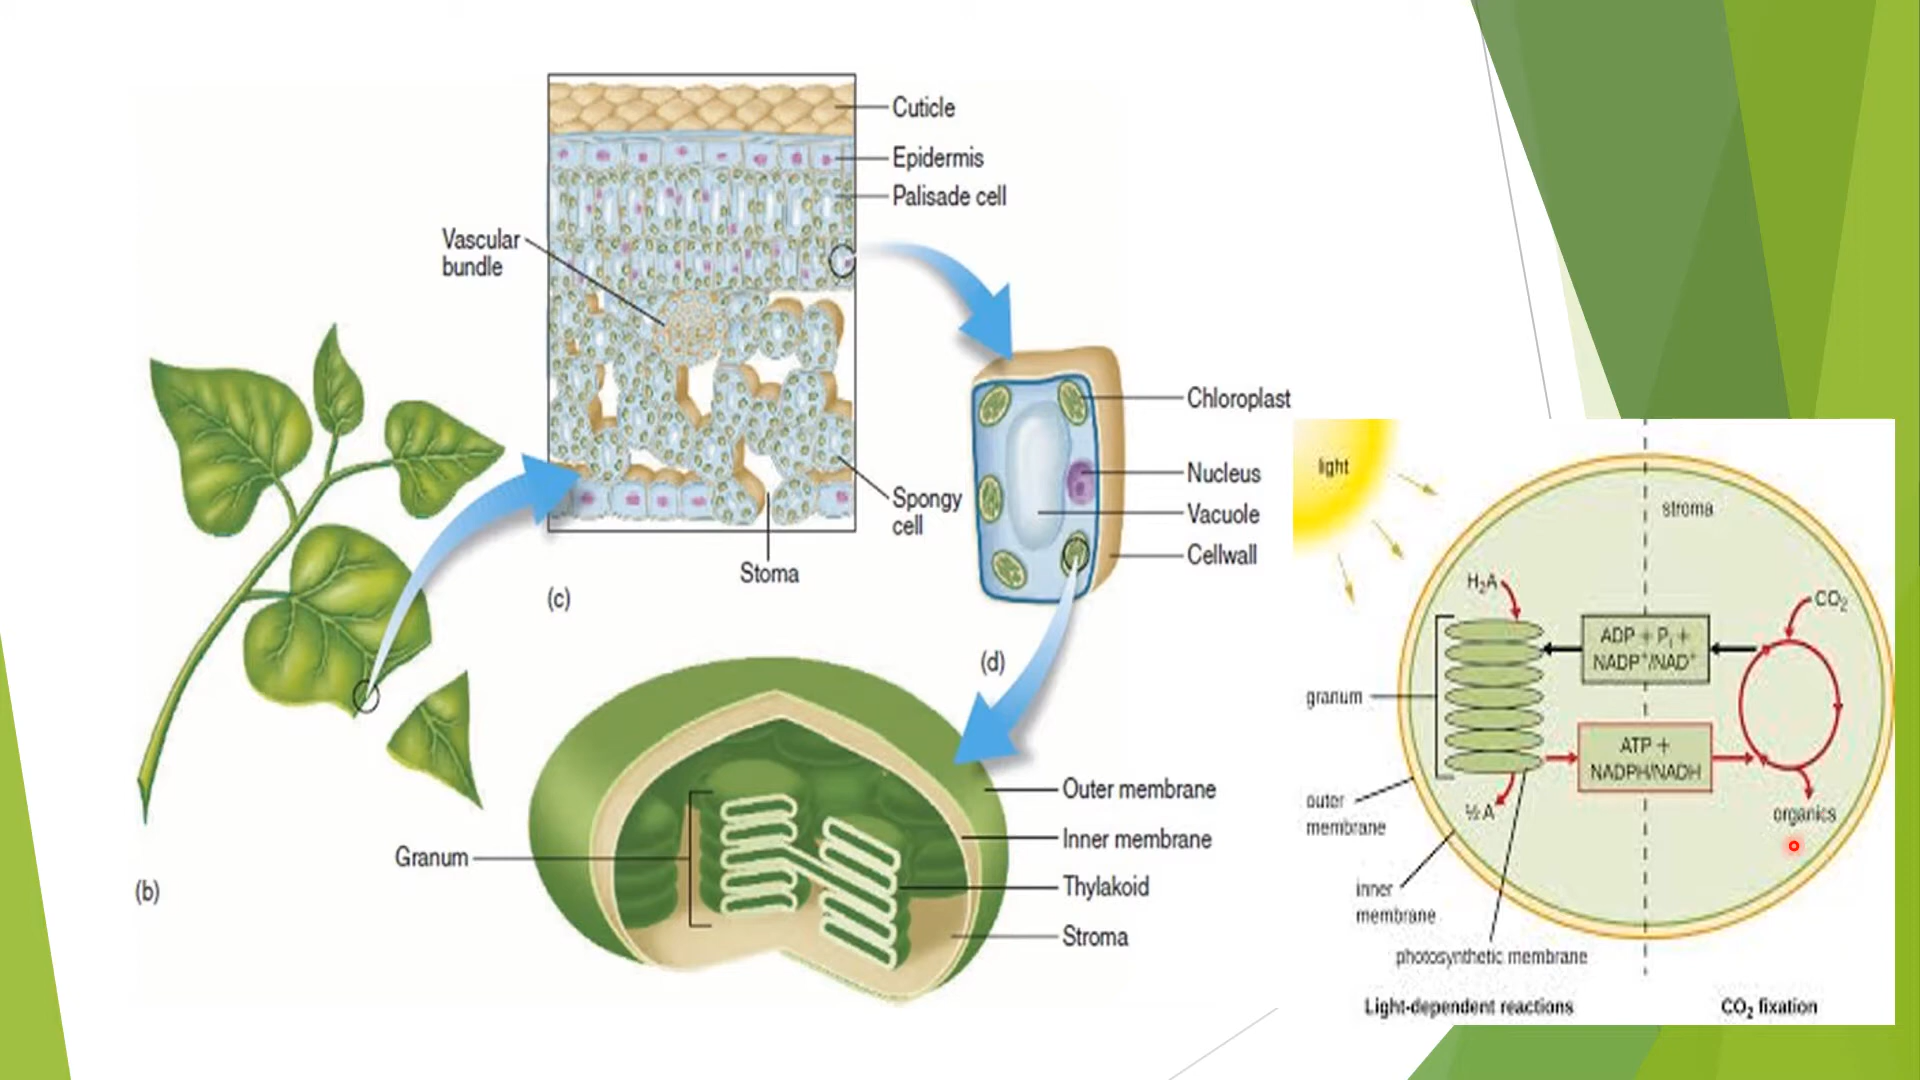 Cuticle
Epidermis
Palisade cell
Vascular
bundle
Spongy
cell
Stoma
(c)
Chloroplast
Nucleus
Vacuole
Cellwall
(d)
(b)
Granum
Outer membrane
Inner membrane
Thylakoid
Stroma
light
stroma
H₂A
CO₂
ADP + Pᵢ +
NADP⁺/NAD⁺
granum
ATP +
NADPH/NADH
outer
membrane
½ A
organics
inner
membrane
photosynthetic membrane
Light-dependent reactions
CO₂ fixation